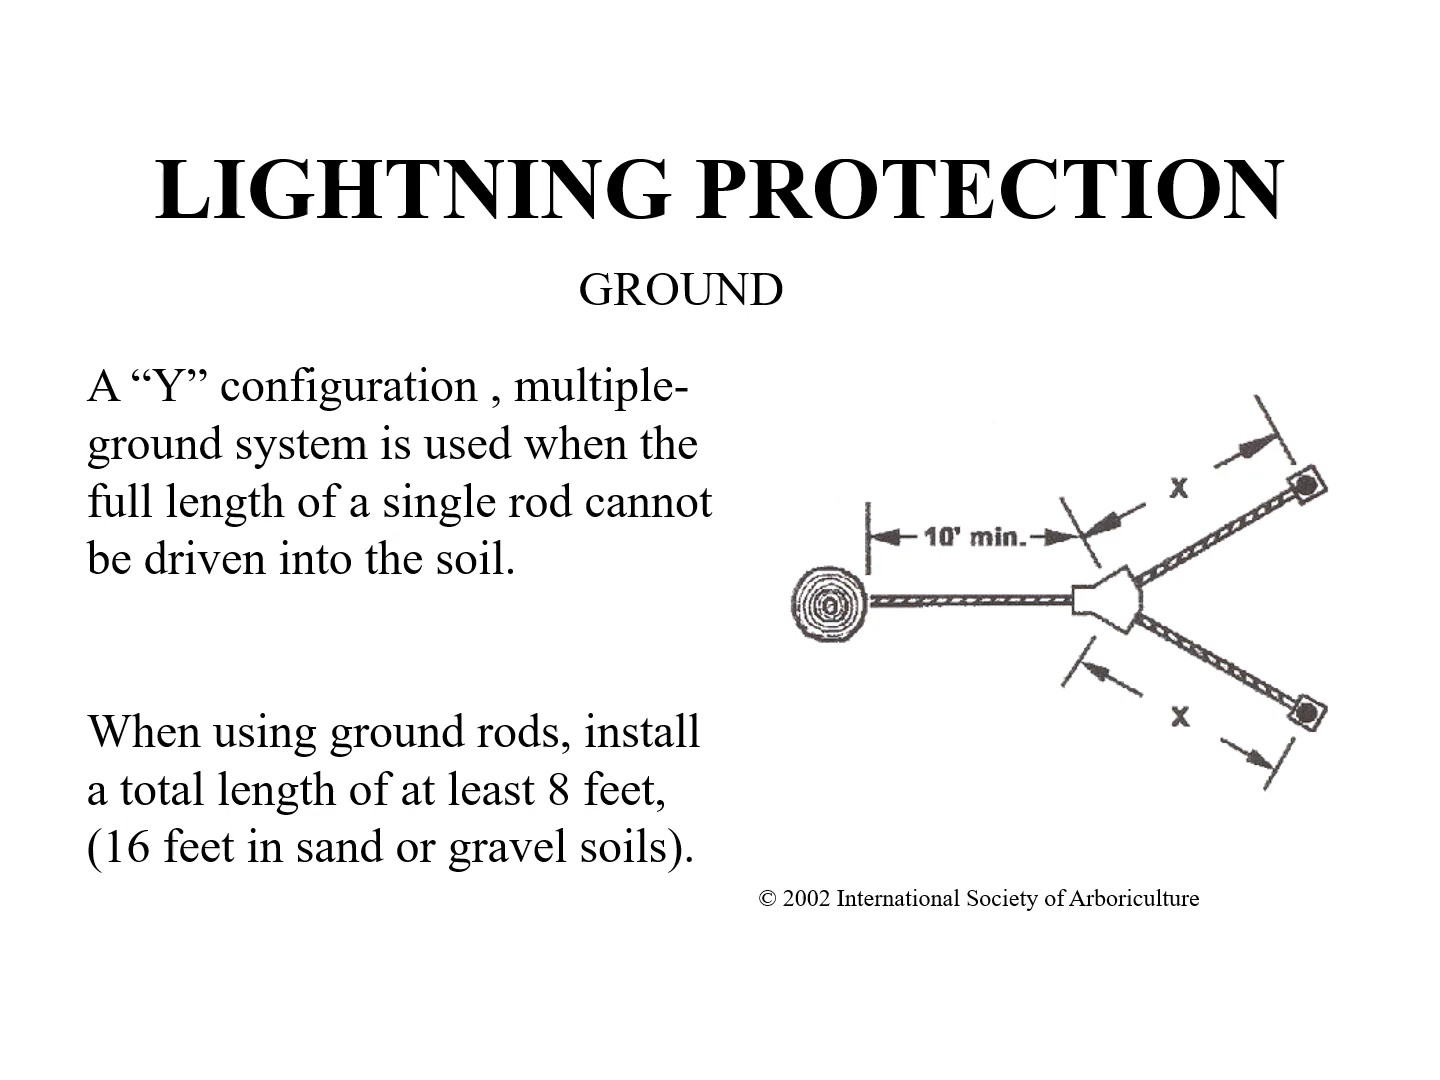 LIGHTNING PROTECTION
GROUND
A “Y” configuration , multiple-
ground system is used when the
full length of a single rod cannot
be driven into the soil.
When using ground rods, install
a total length of at least 8 feet,
(16 feet in sand or gravel soils).
10' min.
x
x
© 2002 International Society of Arboriculture